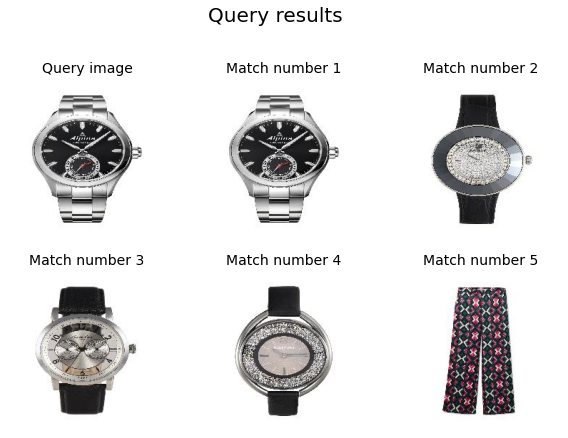 Query results
Query image
Match number 1
Match number 2
Alpina
Alpina
Match number 3
Match number 4
Match number 5